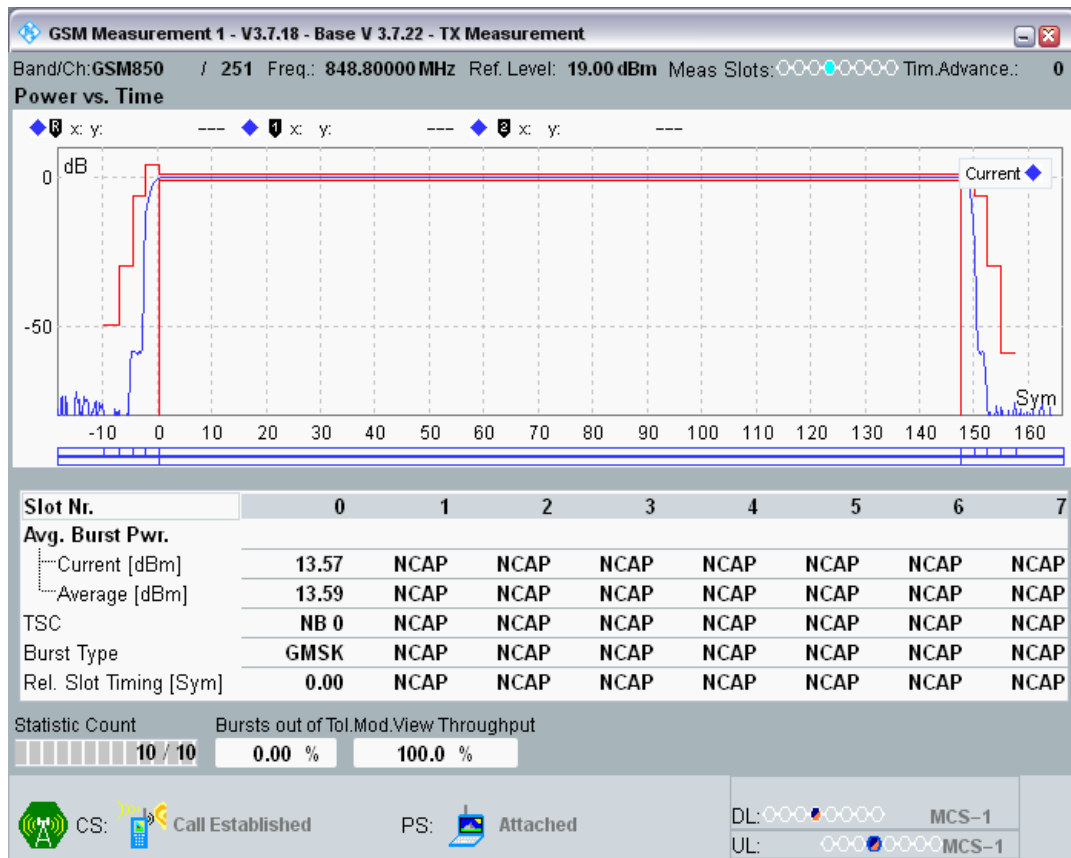 GSM Measurement 1 - V3.7.18 - Base V 3.7.22 - TX Measurement
Band/Ch:GSM850 / 251 Freq.: 848.80000 MHz Ref. Level: 19.00 dBm Meas Slots: Tim.Advance.: 0
Power vs. Time
R x: y: --- 1 x: y: --- 2 x: y: ---
dB
0
Current
-50
Sym
-10 0 10 20 30 40 50 60 70 80 90 100 110 120 130 140 150 160
Slot Nr. 0 1 2 3 4 5 6 7
Avg. Burst Pwr.
Current [dBm] 13.57 NCAP NCAP NCAP NCAP NCAP NCAP NCAP
Average [dBm] 13.59 NCAP NCAP NCAP NCAP NCAP NCAP NCAP
TSC NB 0 NCAP NCAP NCAP NCAP NCAP NCAP NCAP
Burst Type GMSK NCAP NCAP NCAP NCAP NCAP NCAP NCAP
Rel. Slot Timing [Sym] 0.00 NCAP NCAP NCAP NCAP NCAP NCAP NCAP
Statistic Count Bursts out of Tol.Mod.View Throughput
10 / 10 0.00 % 100.0 %
CS: Call Established PS: Attached DL: MCS-1
UL: MCS-1